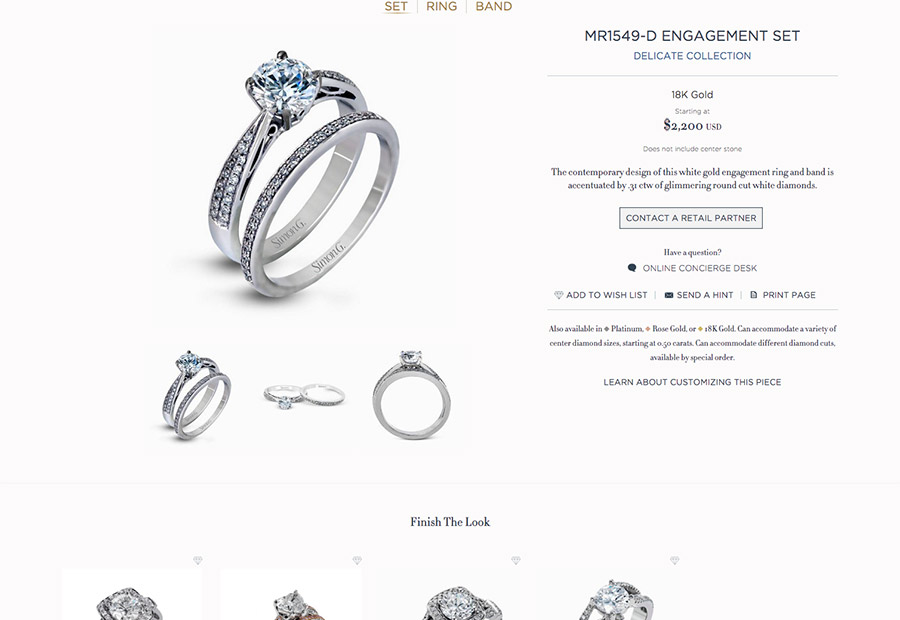 SET | RING | BAND
MR1549-D ENGAGEMENT SET
DELICATE COLLECTION
18K Gold
Starting at
$2,200 USD
Does not include center stone
The contemporary design of this white gold engagement ring and band is
accentuated by .31 ctw of glimmering round cut white diamonds.
CONTACT A RETAIL PARTNER
Have a question?
ONLINE CONCIERGE DESK
ADD TO WISH LIST | SEND A HINT | PRINT PAGE
Also available in Platinum, Rose Gold, or 18K Gold. Can accommodate a variety of
center diamond sizes, starting at 0.50 carats. Can accommodate different diamond cuts,
available by special order.
LEARN ABOUT CUSTOMIZING THIS PIECE
Simon G.
Simon G.
Finish The Look